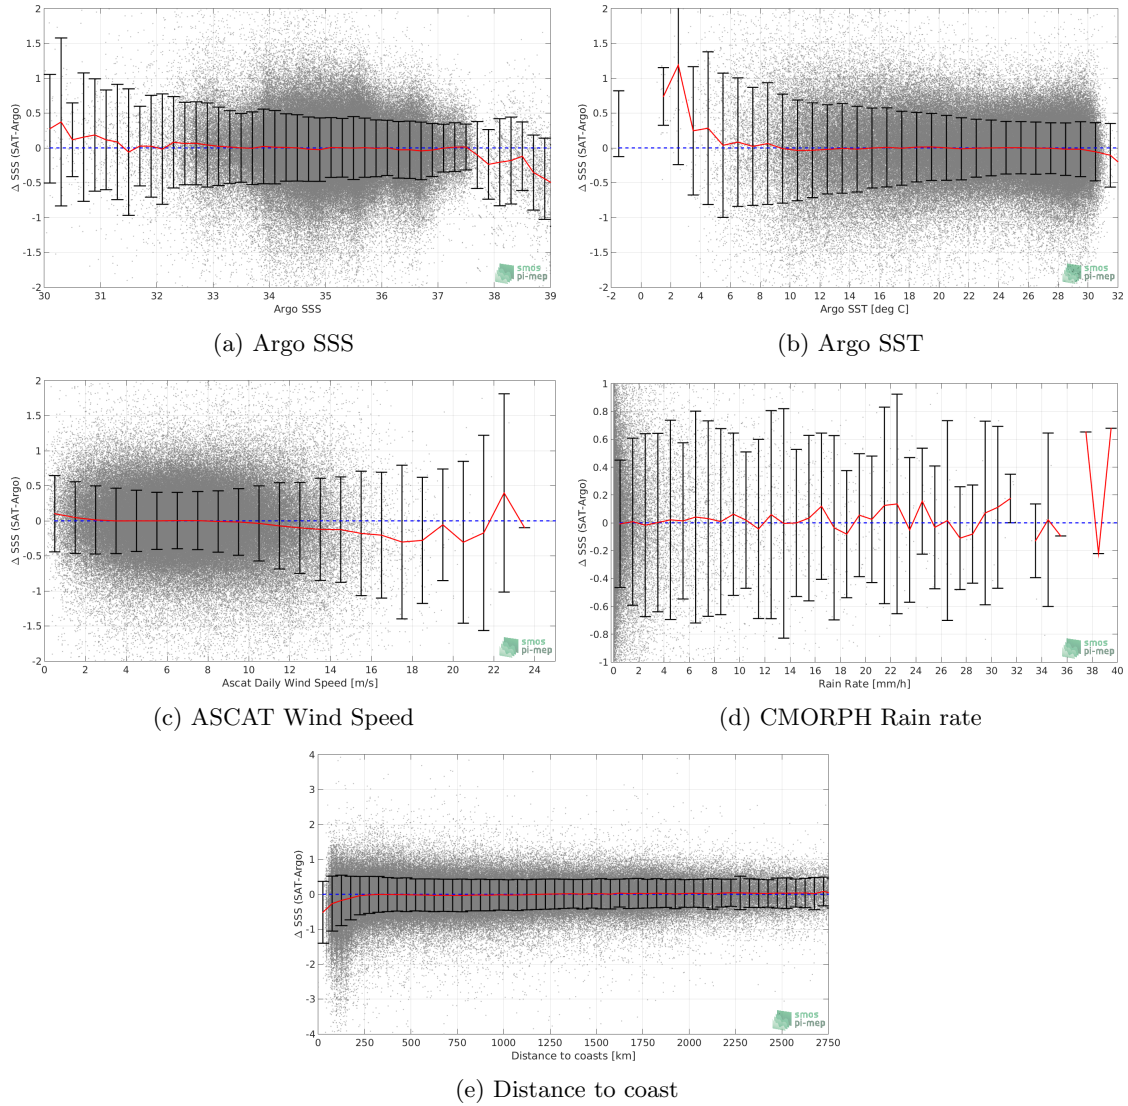 2
1.5
1
0.5
0
-0.5
-1
-1.5
-2
30 31 32 33 34 35 36 37 38 39
Δ SSS (SAT-Argo)
Argo SSS
smos
pi-mep
(a) Argo SSS
2
1.5
1
0.5
0
-0.5
-1
-1.5
-2
-2 0 2 4 6 8 10 12 14 16 18 20 22 24 26 28 30 32
Δ SSS (SAT-Argo)
Argo SST [deg C]
smos
pi-mep
(b) Argo SST
2
1.5
1
0.5
0
-0.5
-1
-1.5
-2
0 2 4 6 8 10 12 14 16 18 20 22 24
Δ SSS (SAT-Argo)
Ascat Daily Wind Speed [m/s]
smos
pi-mep
(c) ASCAT Wind Speed
1
0.8
0.6
0.4
0.2
0
-0.2
-0.4
-0.6
-0.8
-1
0 2 4 6 8 10 12 14 16 18 20 22 24 26 28 30 32 34 36 38 40
Δ SSS (SAT-Argo)
Rain Rate [mm/h]
smos
pi-mep
(d) CMORPH Rain rate
4
3
2
1
0
-1
-2
-3
-4
0 250 500 750 1000 1250 1500 1750 2000 2250 2500 2750
Δ SSS (SAT-Argo)
Distance to coasts [km]
smos
pi-mep
(e) Distance to coast